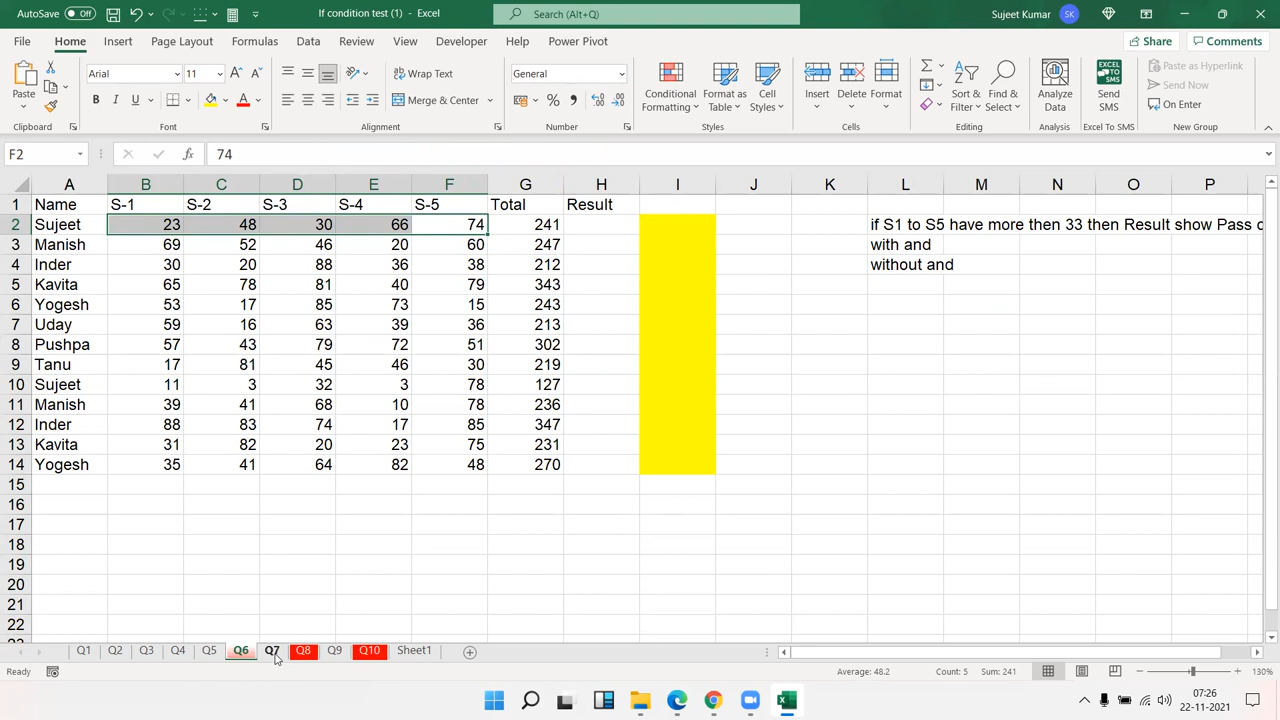 AutoSave Off If condition test (1) - Excel Search (Alt+Q) Sujeet Kumar SK
File Home Insert Page Layout Formulas Data Review View Developer Help Power Pivot Share Comments
Paste Arial 11 Wrap Text General Conditional Formatting Format as Table Cell Styles Insert Delete Format Sort & Filter Find & Select Analyze Data Send SMS Paste as Hyperlink
Send Now
B I U Merge & Center On Enter
Clipboard Font Alignment Number Styles Cells Editing Analysis Excel To SMS New Group
F2 fx 74
A B C D E F G H I J K L M N O P
1 Name S-1 S-2 S-3 S-4 S-5 Total Result
2 Sujeet 23 48 30 66 74 241 if S1 to S5 have more then 33 then Result show Pass
3 Manish 69 52 46 20 60 247 with and
4 Inder 30 20 88 36 38 212 without and
5 Kavita 65 78 81 40 79 343
6 Yogesh 53 17 85 73 15 243
7 Uday 59 16 63 39 36 213
8 Pushpa 57 43 79 72 51 302
9 Tanu 17 81 45 46 30 219
10 Sujeet 11 3 32 3 78 127
11 Manish 39 41 68 10 78 236
12 Inder 88 83 74 17 85 347
13 Kavita 31 82 20 23 75 231
14 Yogesh 35 41 64 82 48 270
15
16
17
18
19
20
21
22
Q1 Q2 Q3 Q4 Q5 Q6 Q7 Q8 Q9 Q10 Sheet1
Ready Average: 48.2 Count: 5 Sum: 241 130%
07:26
22-11-2021